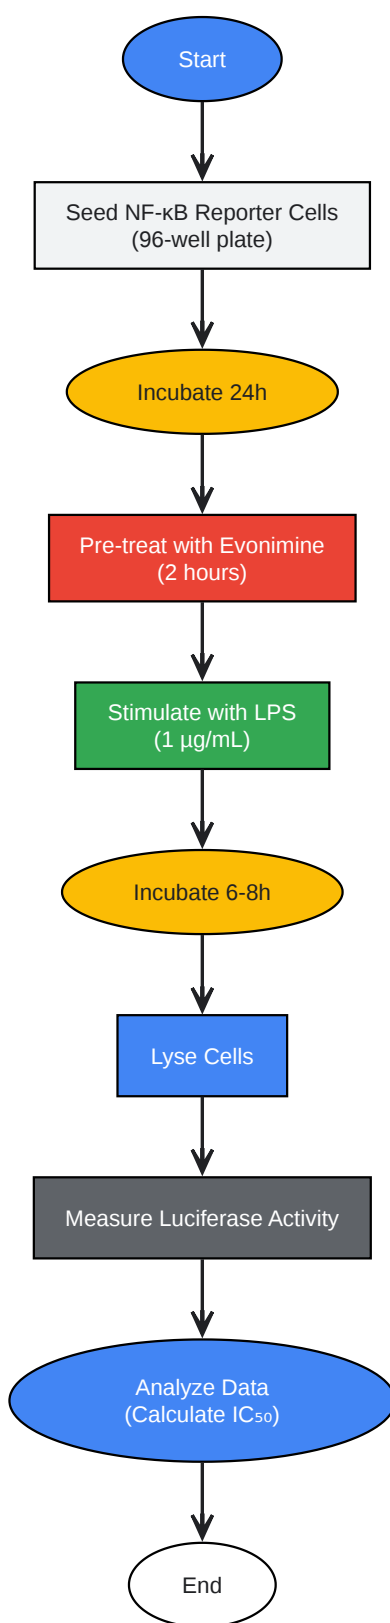 Start
Seed NF-κB Reporter Cells
(96-well plate)
Incubate 24h
Pre-treat with Evonimine
(2 hours)
Stimulate with LPS
(1 µg/mL)
Incubate 6-8h
Lyse Cells
Measure Luciferase Activity
Analyze Data
(Calculate IC₅₀)
End